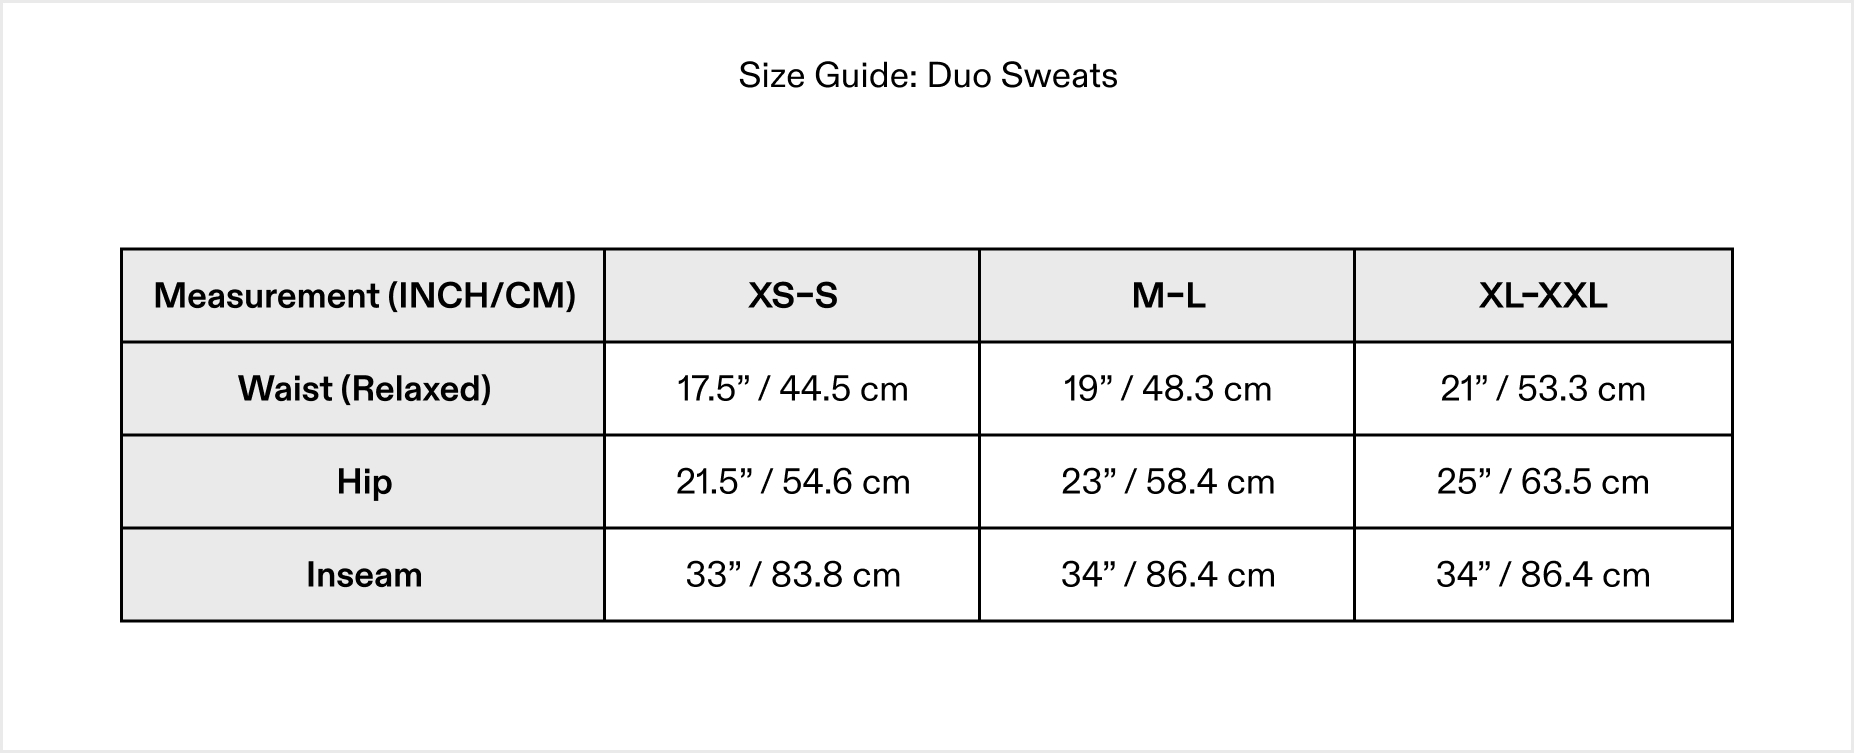 Size Guide: Duo Sweats
Measurement (INCH/CM) XS–S M–L XL–XXL
Waist (Relaxed) 17.5” / 44.5 cm 19” / 48.3 cm 21” / 53.3 cm
Hip 21.5” / 54.6 cm 23” / 58.4 cm 25” / 63.5 cm
Inseam 33” / 83.8 cm 34” / 86.4 cm 34” / 86.4 cm